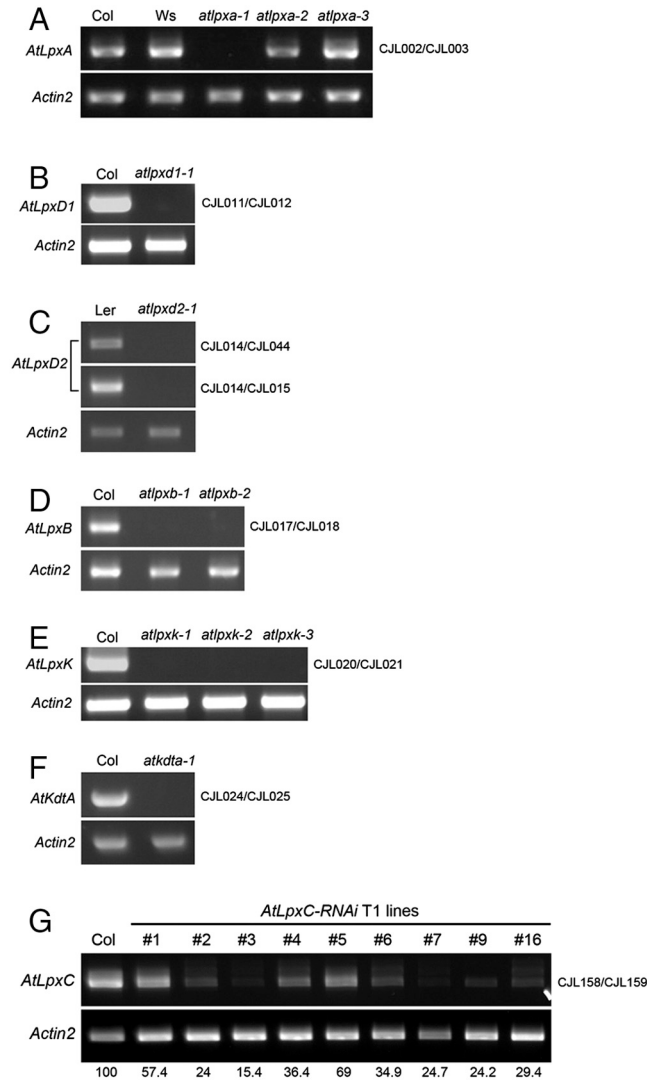 A
Col Ws atlpxa-1 atlpxa-2 atlpxa-3
AtLpxA CJL002/CJL003
Actin2
B
Col atlpxd1-1
AtLpxD1 CJL011/CJL012
Actin2
C
Ler atlpxd2-1
AtLpxD2
CJL014/CJL044
CJL014/CJL015
Actin2
D
Col atlpxb-1 atlpxb-2
AtLpxB CJL017/CJL018
Actin2
E
Col atlpxk-1 atlpxk-2 atlpxk-3
AtLpxK CJL020/CJL021
Actin2
F
Col atkdta-1
AtKdtA CJL024/CJL025
Actin2
G
AtLpxC-RNAi T1 lines
Col #1 #2 #3 #4 #5 #6 #7 #9 #16
AtLpxC CJL158/CJL159
Actin2
100 57.4 24 15.4 36.4 69 34.9 24.7 24.2 29.4